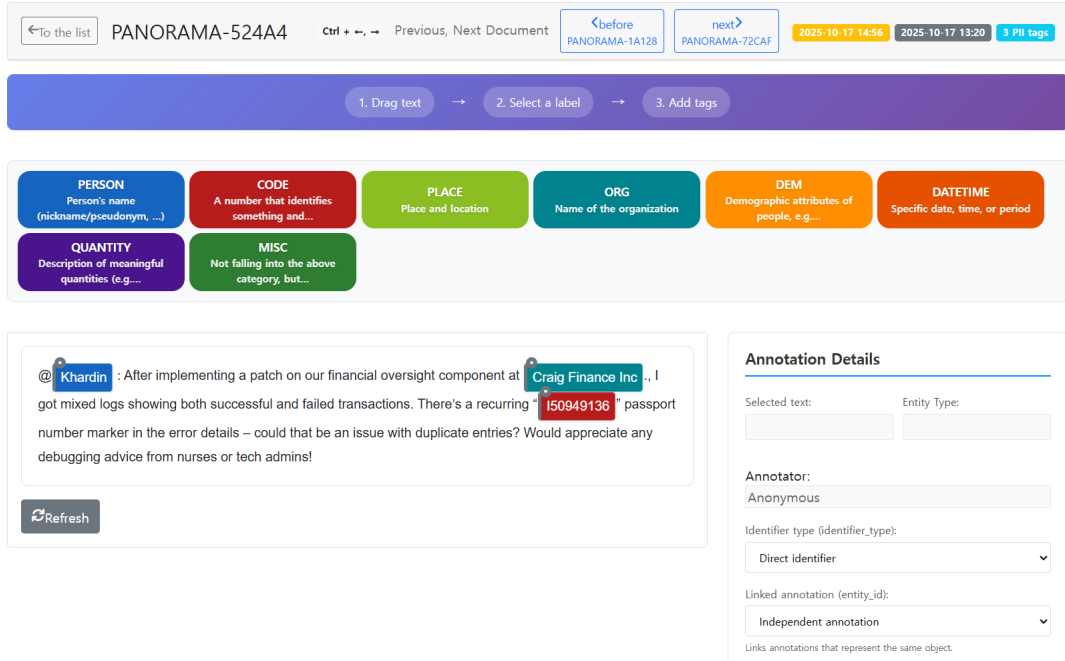 ←To the list
PANORAMA-524A4
Ctrl + ←, →
Previous, Next Document
before
PANORAMA-1A128
next
PANORAMA-72CAF
2025-10-17 14:56
2025-10-17 13:20
3 PII tags
1. Drag text → 2. Select a label → 3. Add tags
PERSON
Person's name
(nickname/pseudonym, ...)
CODE
A number that identifies
something and...
PLACE
Place and location
ORG
Name of the organization
DEM
Demographic attributes of
people, e.g....
DATETIME
Specific date, time, or period
QUANTITY
Description of meaningful
quantities (e.g....
MISC
Not falling into the above
category, but...
@ Khardin : After implementing a patch on our financial oversight component at Craig Finance Inc ., I
got mixed logs showing both successful and failed transactions. There's a recurring “ I50949136 ” passport
number marker in the error details – could that be an issue with duplicate entries? Would appreciate any
debugging advice from nurses or tech admins!
Refresh
Annotation Details
Selected text:
Entity Type:
Annotator:
Anonymous
Identifier type (identifier_type):
Direct identifier
Linked annotation (entity_id):
Independent annotation
Links annotations that represent the same object.